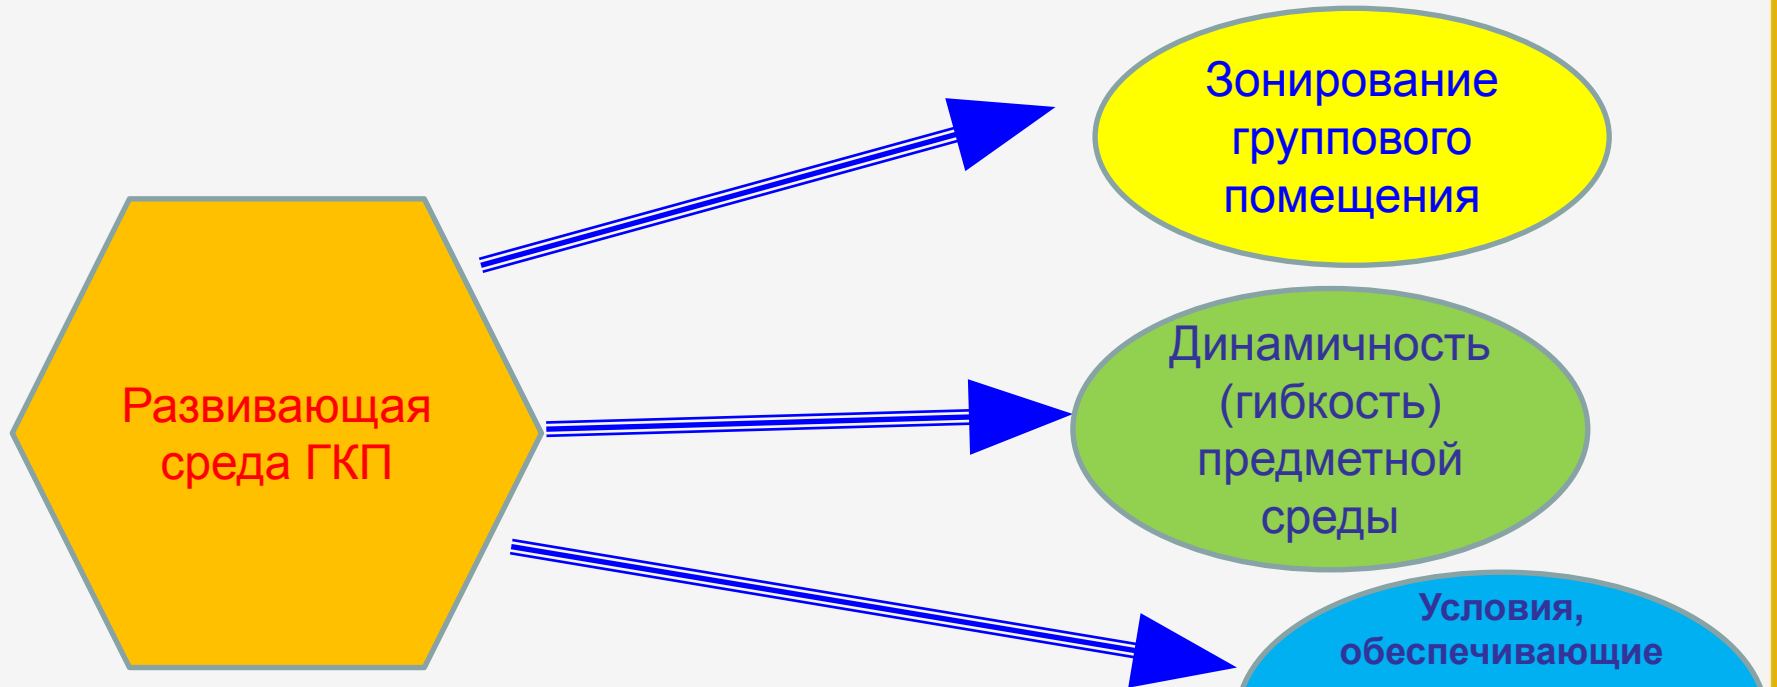 Развивающая
среда ГКП
Зонирование
группового
помещения
Динамичность
(гибкость)
предметной
среды
Условия,
обеспечивающие